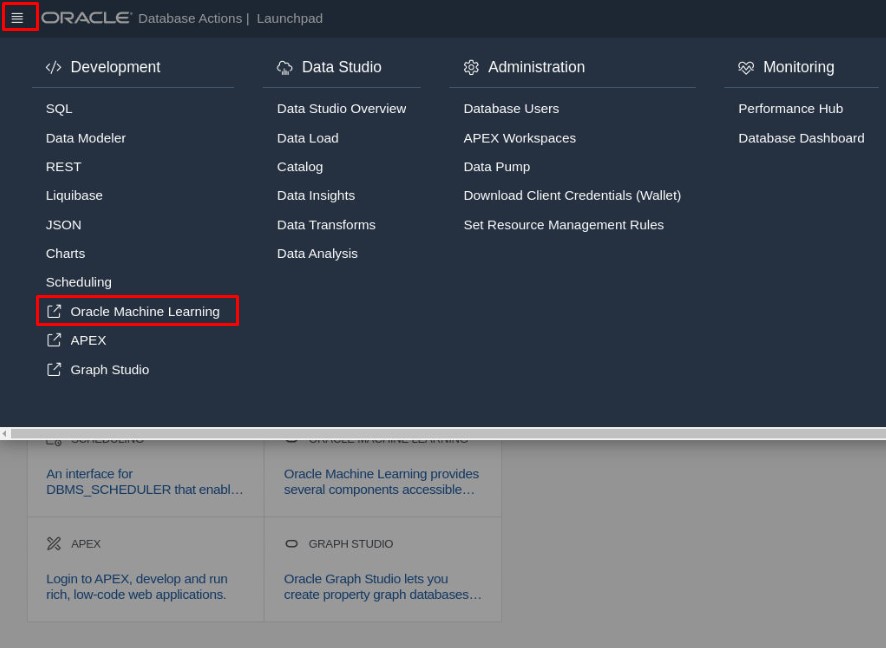 ORACLE Database Actions | Launchpad
Development
SQL
Data Modeler
REST
Liquibase
JSON
Charts
Scheduling
Oracle Machine Learning
APEX
Graph Studio
Data Studio
Data Studio Overview
Data Load
Catalog
Data Insights
Data Transforms
Data Analysis
Administration
Database Users
APEX Workspaces
Data Pump
Download Client Credentials (Wallet)
Set Resource Management Rules
Monitoring
Performance Hub
Database Dashboard
SCHEDULING
An interface for
DBMS_SCHEDULER that enabl...
ORACLE MACHINE LEARNING
Oracle Machine Learning provides
several components accessible...
APEX
Login to APEX, develop and run
rich, low-code web applications.
GRAPH STUDIO
Oracle Graph Studio lets you
create property graph databases...